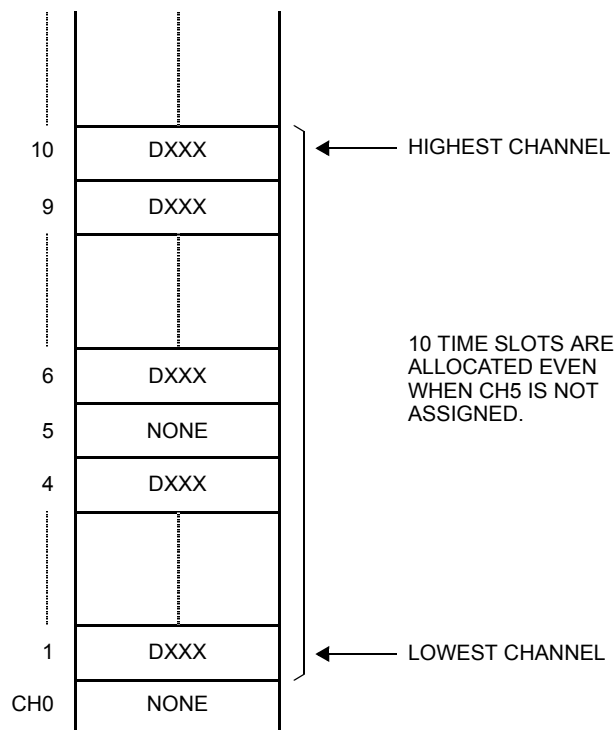 10 DXXX HIGHEST CHANNEL
9 DXXX
10 TIME SLOTS ARE
ALLOCATED EVEN
WHEN CH5 IS NOT
ASSIGNED.
6 DXXX
5 NONE
4 DXXX
1 DXXX LOWEST CHANNEL
CH0 NONE